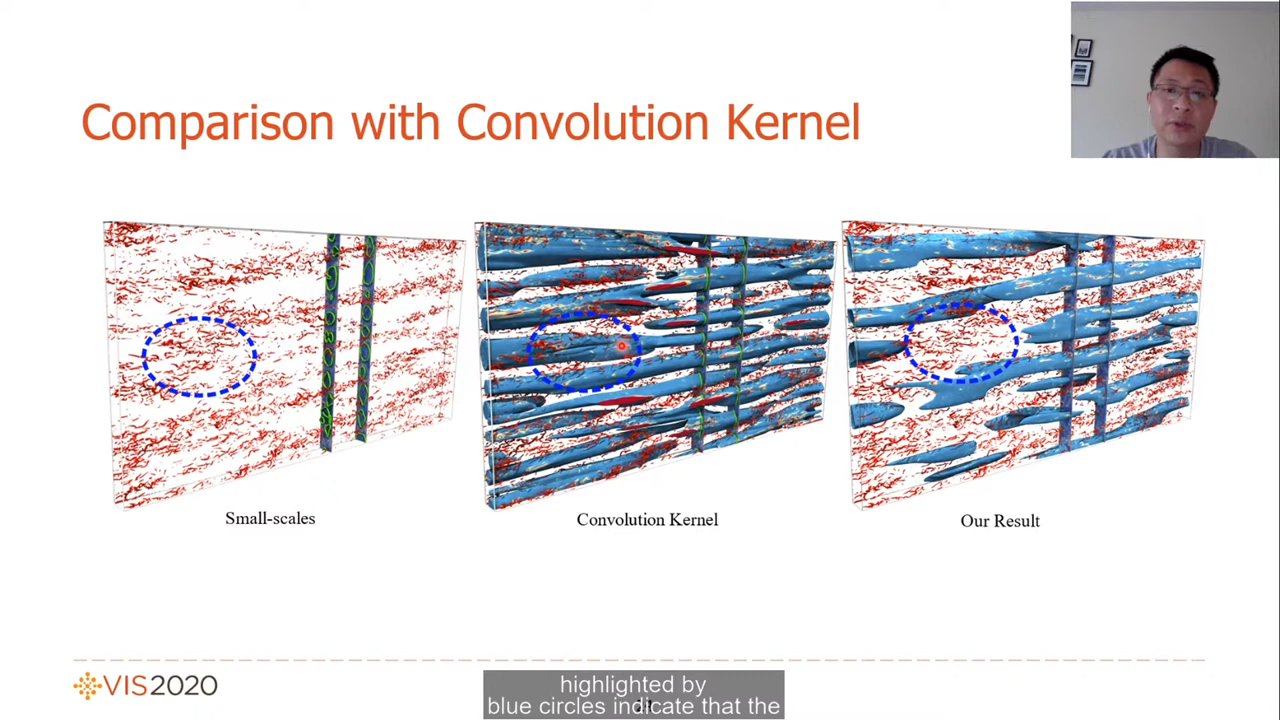 Comparison with Convolution Kernel
Small-scales
Convolution Kernel
Our Result
VIS2020
highlighted by
blue circles indicate that the